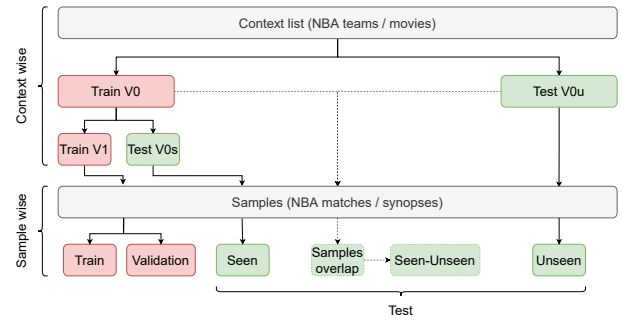 Context list (NBA teams / movies)
Context wise
Train V0
Test V0u
Train V1
Test V0s
Samples (NBA matches / synopses)
Sample wise
Train
Validation
Seen
Samples
overlap
Seen-Unseen
Unseen
Test